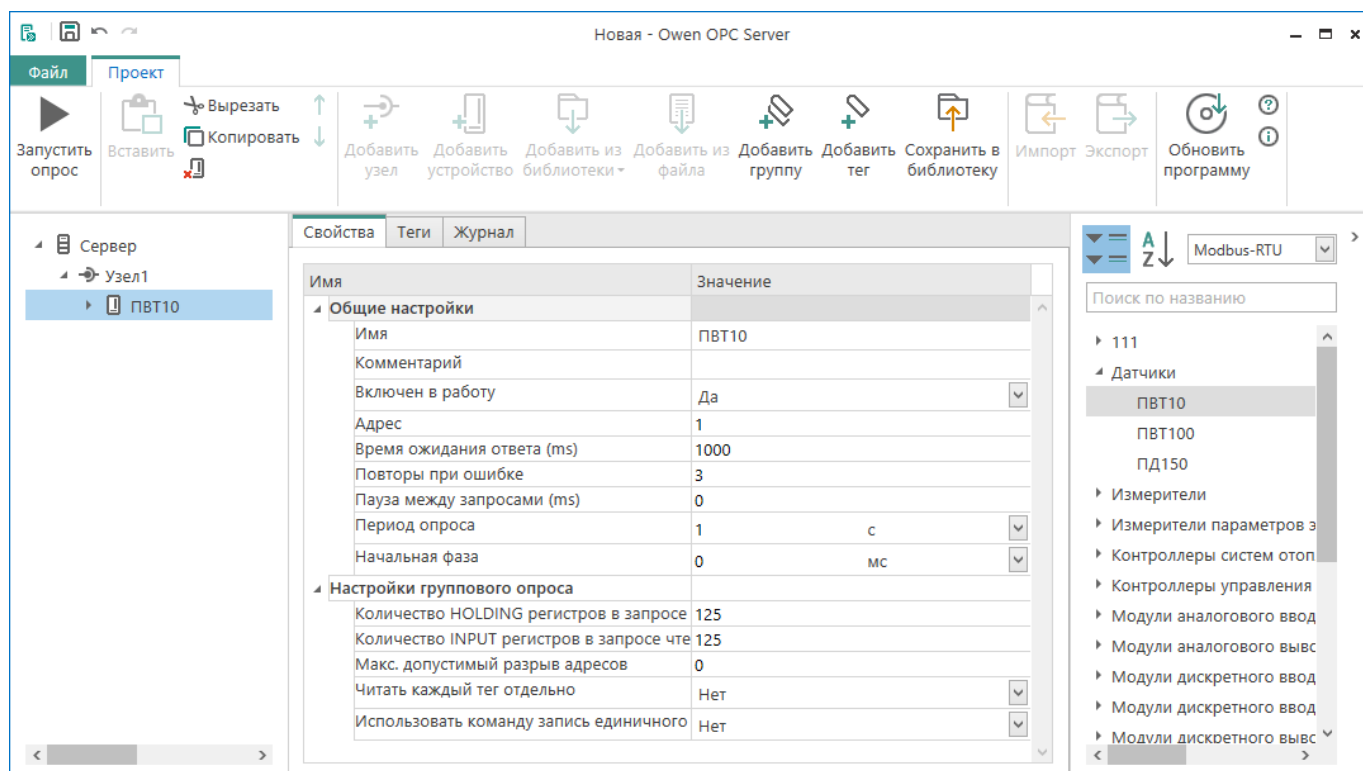 Новая - Owen OPC Server
Файл Проект
Запустить опрос
Вставить
Вырезать
Копировать
Добавить узел
Добавить устройство
Добавить из библиотеки
Добавить из файла
Добавить группу
Добавить тег
Сохранить в библиотеку
Импорт
Экспорт
Обновить программу
Сервер
Узел1
ПВТ10
Свойства Теги Журнал
Имя Значение
Общие настройки
Имя ПВТ10
Комментарий
Включен в работу Да
Адрес 1
Время ожидания ответа (ms) 1000
Повторы при ошибке 3
Пауза между запросами (ms) 0
Период опроса 1 с
Начальная фаза 0 мс
Настройки группового опроса
Количество HOLDING регистров в запросе 125
Количество INPUT регистров в запросе чте 125
Макс. допустимый разрыв адресов 0
Читать каждый тег отдельно Нет
Использовать команду запись единичного Нет
A Z
Modbus-RTU
Поиск по названию
111
Датчики
ПВТ10
ПВТ100
ПД150
Измерители
Измерители параметров э
Контроллеры систем отоп
Контроллеры управления
Модули аналогового ввод
Модули аналогового выво
Модули дискретного ввод
Модули дискретного ввод
Модули дискретного выво